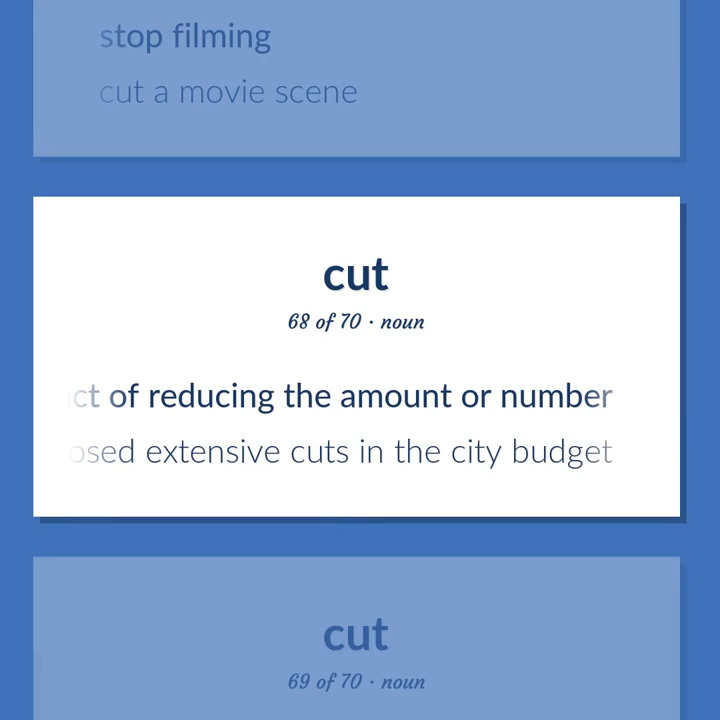 stop filming
cut a movie scene
cut
68 of 70 · noun
of reducing the amount or number
extensive cuts in the city budget
cut
69 of 70 · noun